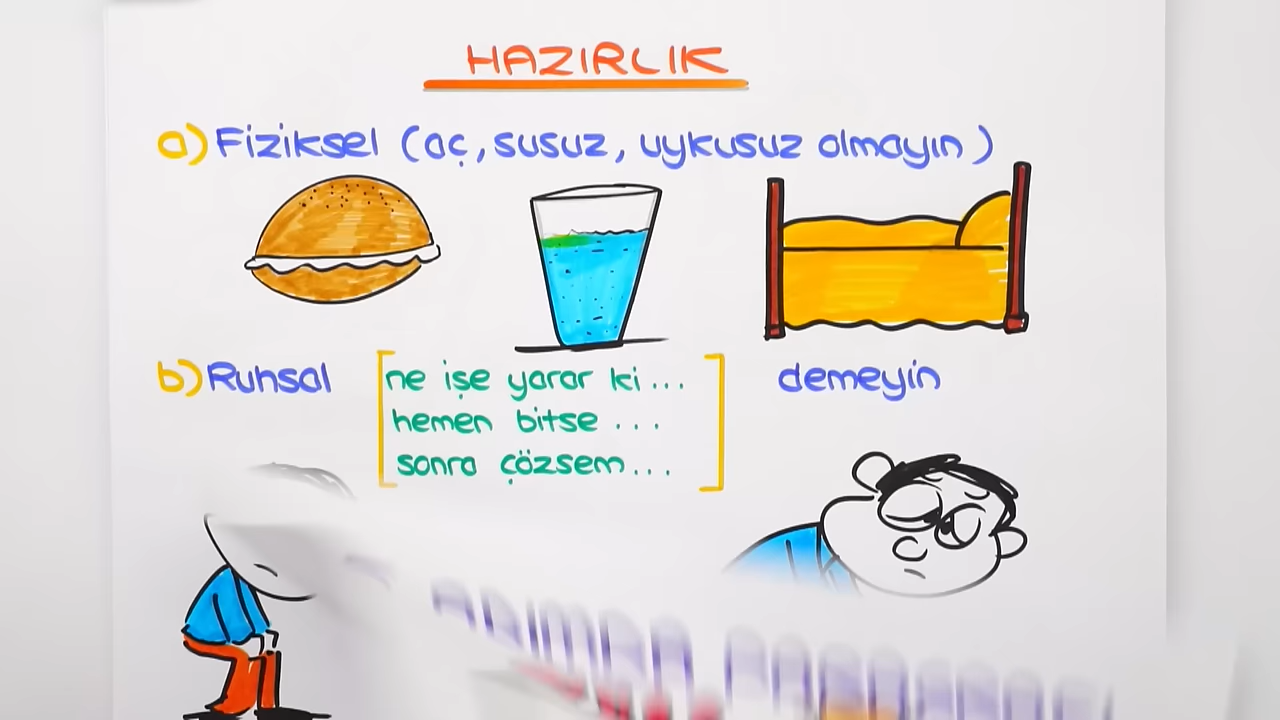 HAZIRLIK
a) Fiziksel (aç, susuz, uykusuz olmayın)
b) Ruhsal [ne işe yarar ki... demeyin
hemen bitse ...
sonra çözsem...]